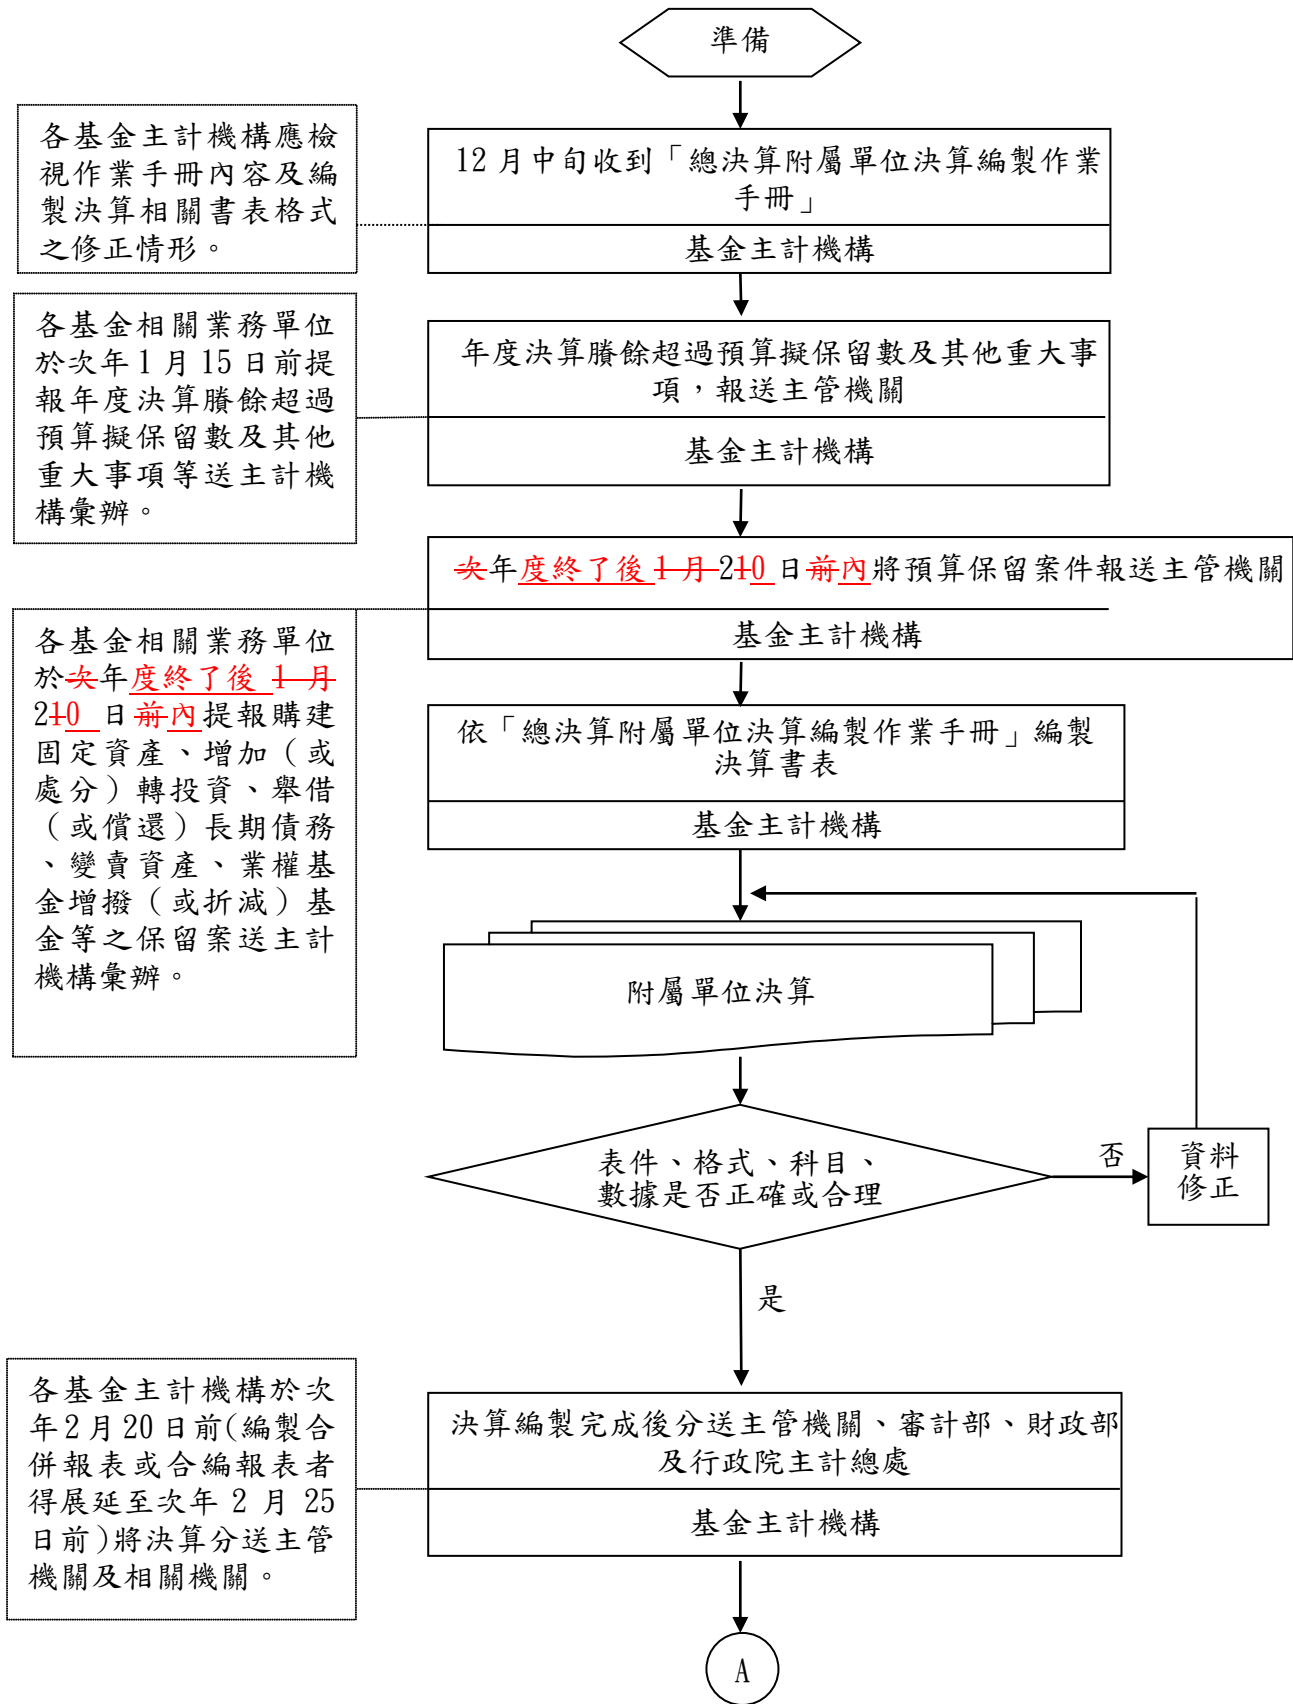 準備
各基金主計機構應檢
視作業手冊內容及編
製決算相關書表格式
之修正情形。
12月中旬收到「總決算附屬單位決算編製作業
手冊」
基金主計機構
各基金相關業務單位
於次年1月15日前提
報年度決算賸餘超過
預算擬保留數及其他
重大事項等送主計機
構彙辦。
年度決算賸餘超過預算擬保留數及其他重大事
項，報送主管機關
基金主計機構
次年度終了後1月210日前內將預算保留案件報送主管機關
基金主計機構
各基金相關業務單位
於次年度終了後 1月
210 日前內提報購建
固定資產、增加（或
處分）轉投資、舉借
（或償還）長期債務
、變賣資產、業權基
金增撥（或折減）基
金等之保留案送主計
機構彙辦。
依「總決算附屬單位決算編製作業手冊」編製
決算書表
基金主計機構
附屬單位決算
表件、格式、科目、
數據是否正確或合理
否
資料
修正
是
各基金主計機構於次
年2月20日前(編製合
併報表或合編報表者
得展延至次年 2 月 25
日前)將決算分送主管
機關及相關機關。
決算編製完成後分送主管機關、審計部、財政部
及行政院主計總處
基金主計機構
A